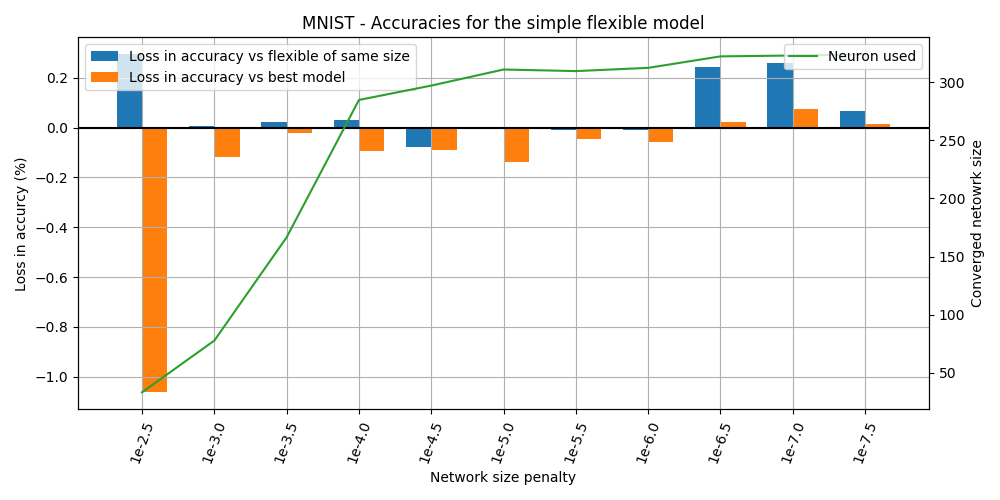 MNIST - Accuracies for the simple flexible model
Loss in accuracy vs flexible of same size
Loss in accuracy vs best model
Neuron used
Loss in accurcy (%)
0.2
0.0
−0.2
−0.4
−0.6
−0.8
−1.0
Converged netowrk size
300
250
200
150
100
50
1e-2.5
1e-3.0
1e-3.5
1e-4.0
1e-4.5
1e-5.0
1e-5.5
1e-6.0
1e-6.5
1e-7.0
1e-7.5
Network size penalty